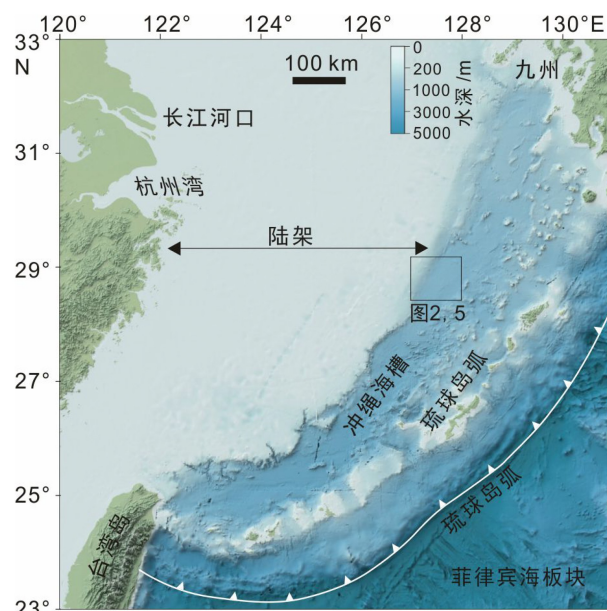 120°
122°
124°
126°
128°
130°E
33°
N
31°
29°
27°
25°
23°
100 km
0
200
1000
3000
5000
水深/m
九州
长江河口
杭州湾
陆架
图2, 5
冲绳海槽
琉球岛弧
琉球岛弧
台湾岛
菲律宾海板块